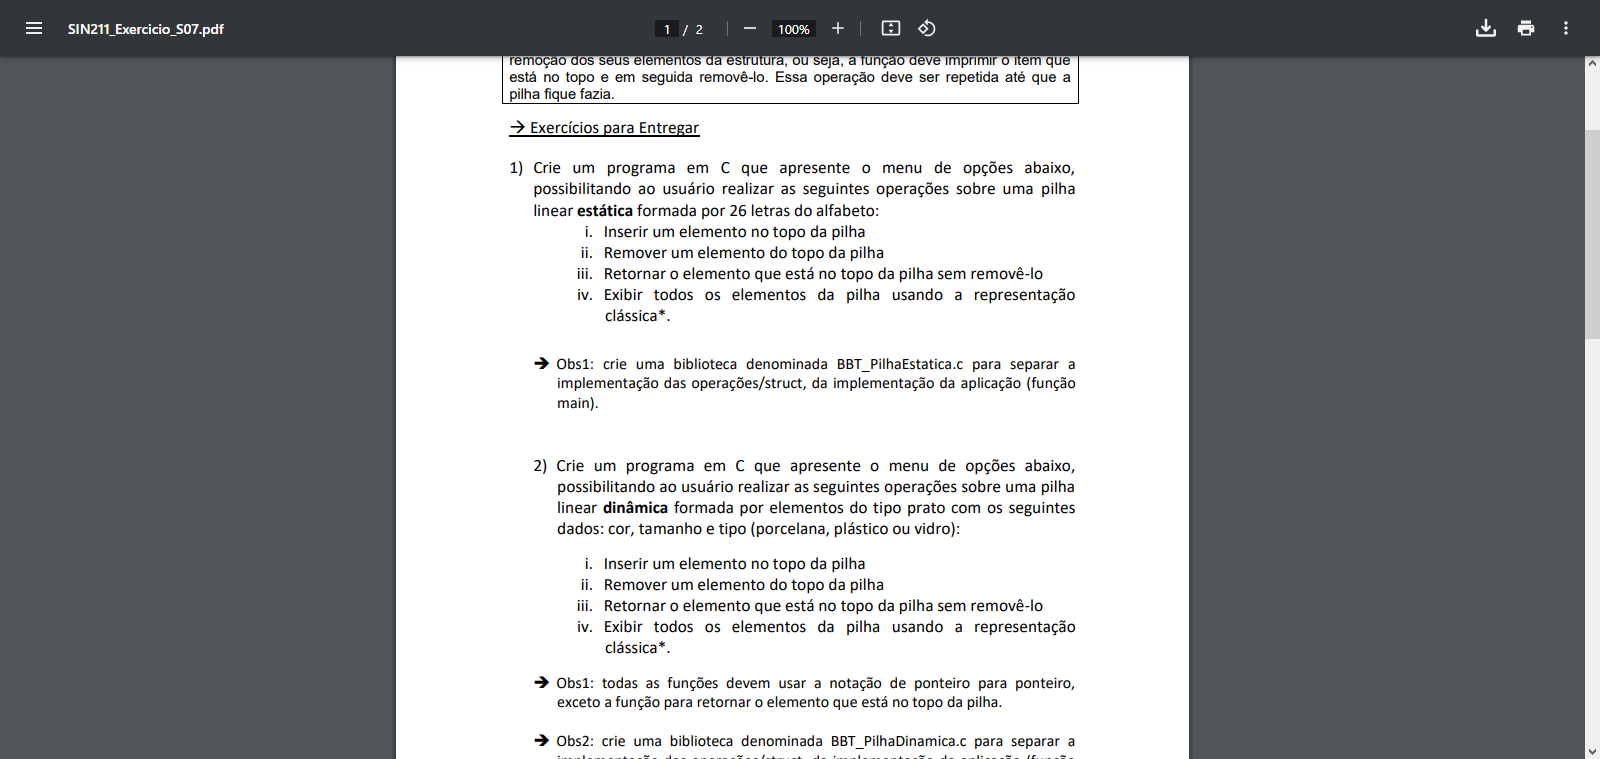 SIN211_Exercicio_S07.pdf
1 / 2
100%
remoção dos seus elementos da estrutura, ou seja, a função deve imprimir o item que
está no topo e em seguida removê-lo. Essa operação deve ser repetida até que a
pilha fique fazia.
→ Exercícios para Entregar
1) Crie um programa em C que apresente o menu de opções abaixo,
possibilitando ao usuário realizar as seguintes operações sobre uma pilha
linear estática formada por 26 letras do alfabeto:
i. Inserir um elemento no topo da pilha
ii. Remover um elemento do topo da pilha
iii. Retornar o elemento que está no topo da pilha sem removê-lo
iv. Exibir todos os elementos da pilha usando a representação
clássica*.
➔ Obs1: crie uma biblioteca denominada BBT_PilhaEstatica.c para separar a
implementação das operações/struct, da implementação da aplicação (função
main).
2) Crie um programa em C que apresente o menu de opções abaixo,
possibilitando ao usuário realizar as seguintes operações sobre uma pilha
linear dinâmica formada por elementos do tipo prato com os seguintes
dados: cor, tamanho e tipo (porcelana, plástico ou vidro):
i. Inserir um elemento no topo da pilha
ii. Remover um elemento do topo da pilha
iii. Retornar o elemento que está no topo da pilha sem removê-lo
iv. Exibir todos os elementos da pilha usando a representação
clássica*.
➔ Obs1: todas as funções devem usar a notação de ponteiro para ponteiro,
exceto a função para retornar o elemento que está no topo da pilha.
➔ Obs2: crie uma biblioteca denominada BBT_PilhaDinamica.c para separar a
implementação das operações/struct, da implementação da aplicação (função